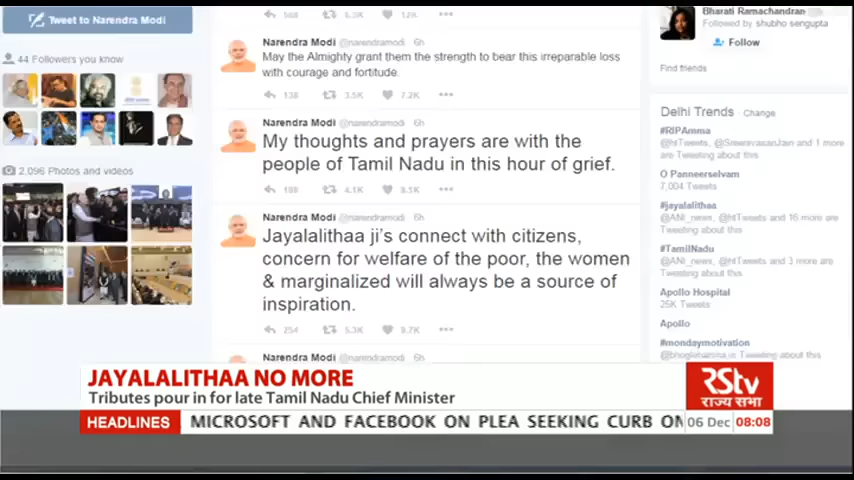 Tweet to Narendra Modi
44 Followers you know
2,096 Photos and videos
588 5.3K 12K
Narendra Modi @narendramodi 6h
May the Almighty grant them the strength to bear this irreparable loss
with courage and fortitude.
138 3.5K 7.2K
Narendra Modi @narendramodi 6h
My thoughts and prayers are with the
people of Tamil Nadu in this hour of grief.
188 4.1K 8.1K
Narendra Modi @narendramodi 6h
Jayalalithaa ji's connect with citizens,
concern for welfare of the poor, the women
& marginalized will always be a source of
inspiration.
254 5.3K 8.7K
Narendra Modi @narendramodi 6h
Bharati Ramachandran
Followed by shubho sengupta
Follow
Find friends
Delhi Trends · Change
#RIPAmma
@htTweets, @SreeravasanJain and 1 more
are Tweeting about this
O Panneerselvam
7,004 Tweets
#jayalalithaa
@ANI_news, @htTweets and 16 more are
Tweeting about this
#TamilNadu
@ANI_news, @htTweets and 3 more are
Tweeting about this
Apollo Hospital
25K Tweets
Apollo
#mondaymotivation
is Tweeting about this
JAYALALITHAA NO MORE
Tributes pour in for late Tamil Nadu Chief Minister
RSTV
राज्य सभा
HEADLINES MICROSOFT AND FACEBOOK ON PLEA SEEKING CURB ON 06 Dec 08:08